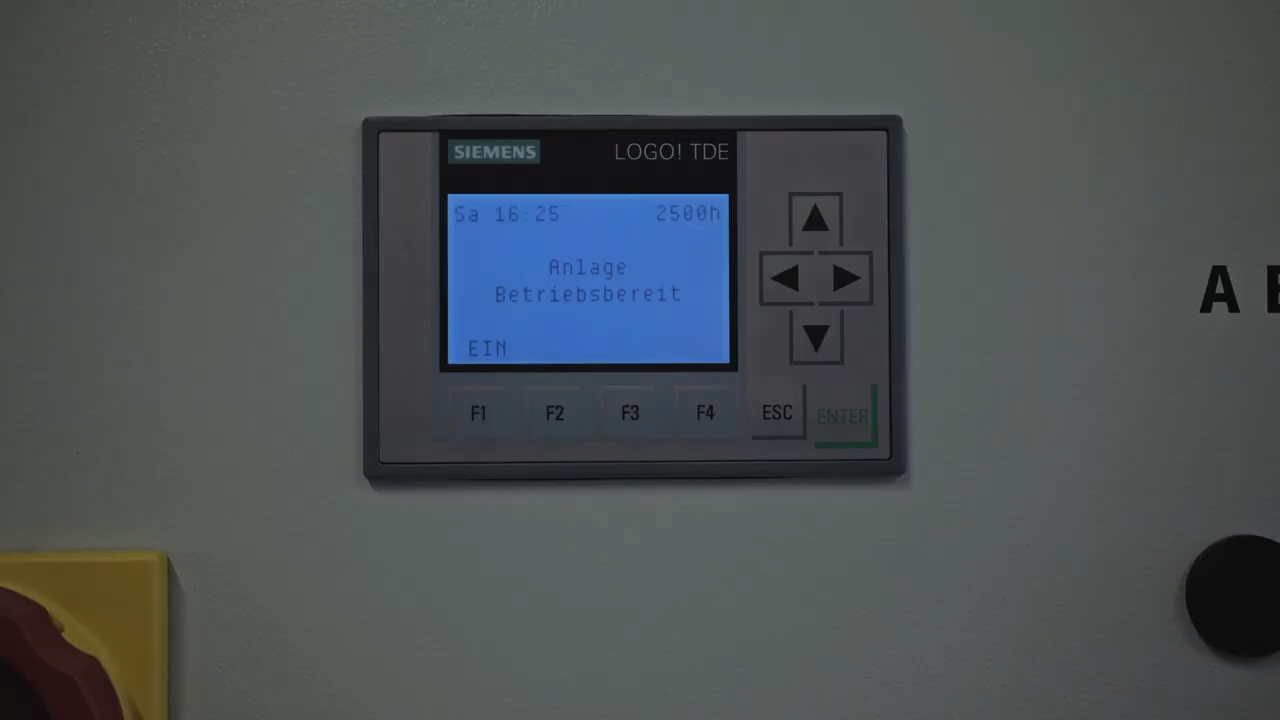 SIEMENS LOGO! TDE
Sa 16:25 2500h
Anlage
Betriebsbereit
EIN
F1 F2 F3 F4 ESC ENTER
A